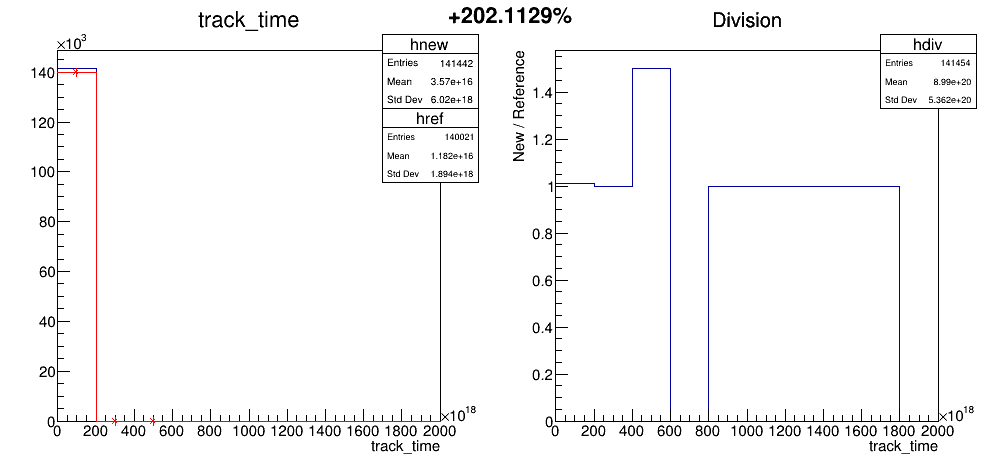 +202.1129%
track_time
×10³
140
120
100
80
60
40
20
0
0 200 400 600 800 1000 1200 1400 1600 1800 2000
×10¹⁸
track_time
hnew
Entries 141442
Mean 3.57e+16
Std Dev 6.02e+18
href
Entries 140021
Mean 1.182e+16
Std Dev 1.894e+18
Division
New / Reference
1.4
1.2
1
0.8
0.6
0.4
0.2
0
0 200 400 600 800 1000 1200 1400 1600 1800 2000
×10¹⁸
track_time
hdiv
Entries 141454
Mean 8.99e+20
Std Dev 5.362e+20